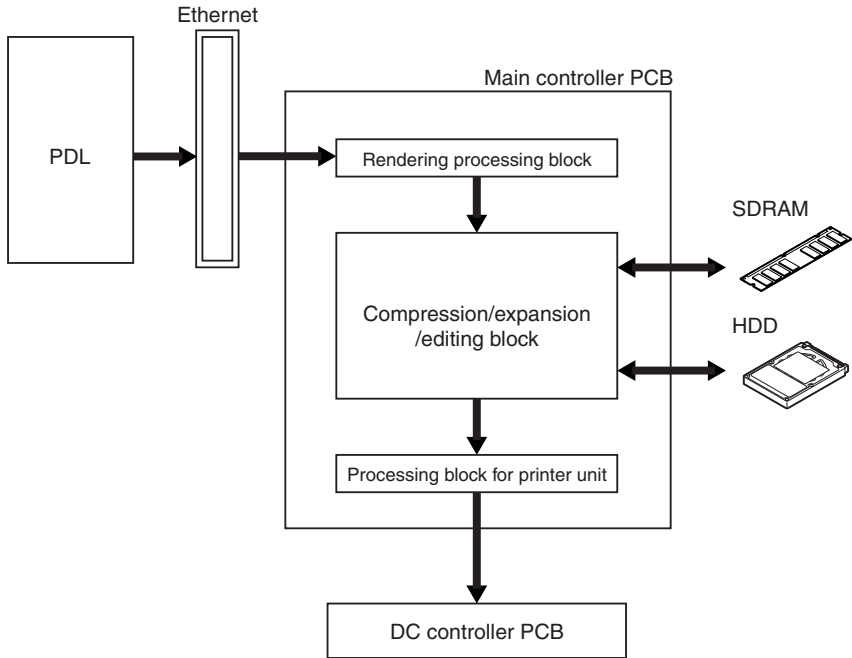 Ethernet
Main controller PCB
PDL
Rendering processing block
SDRAM
Compression/expansion
/editing block
HDD
Processing block for printer unit
DC controller PCB